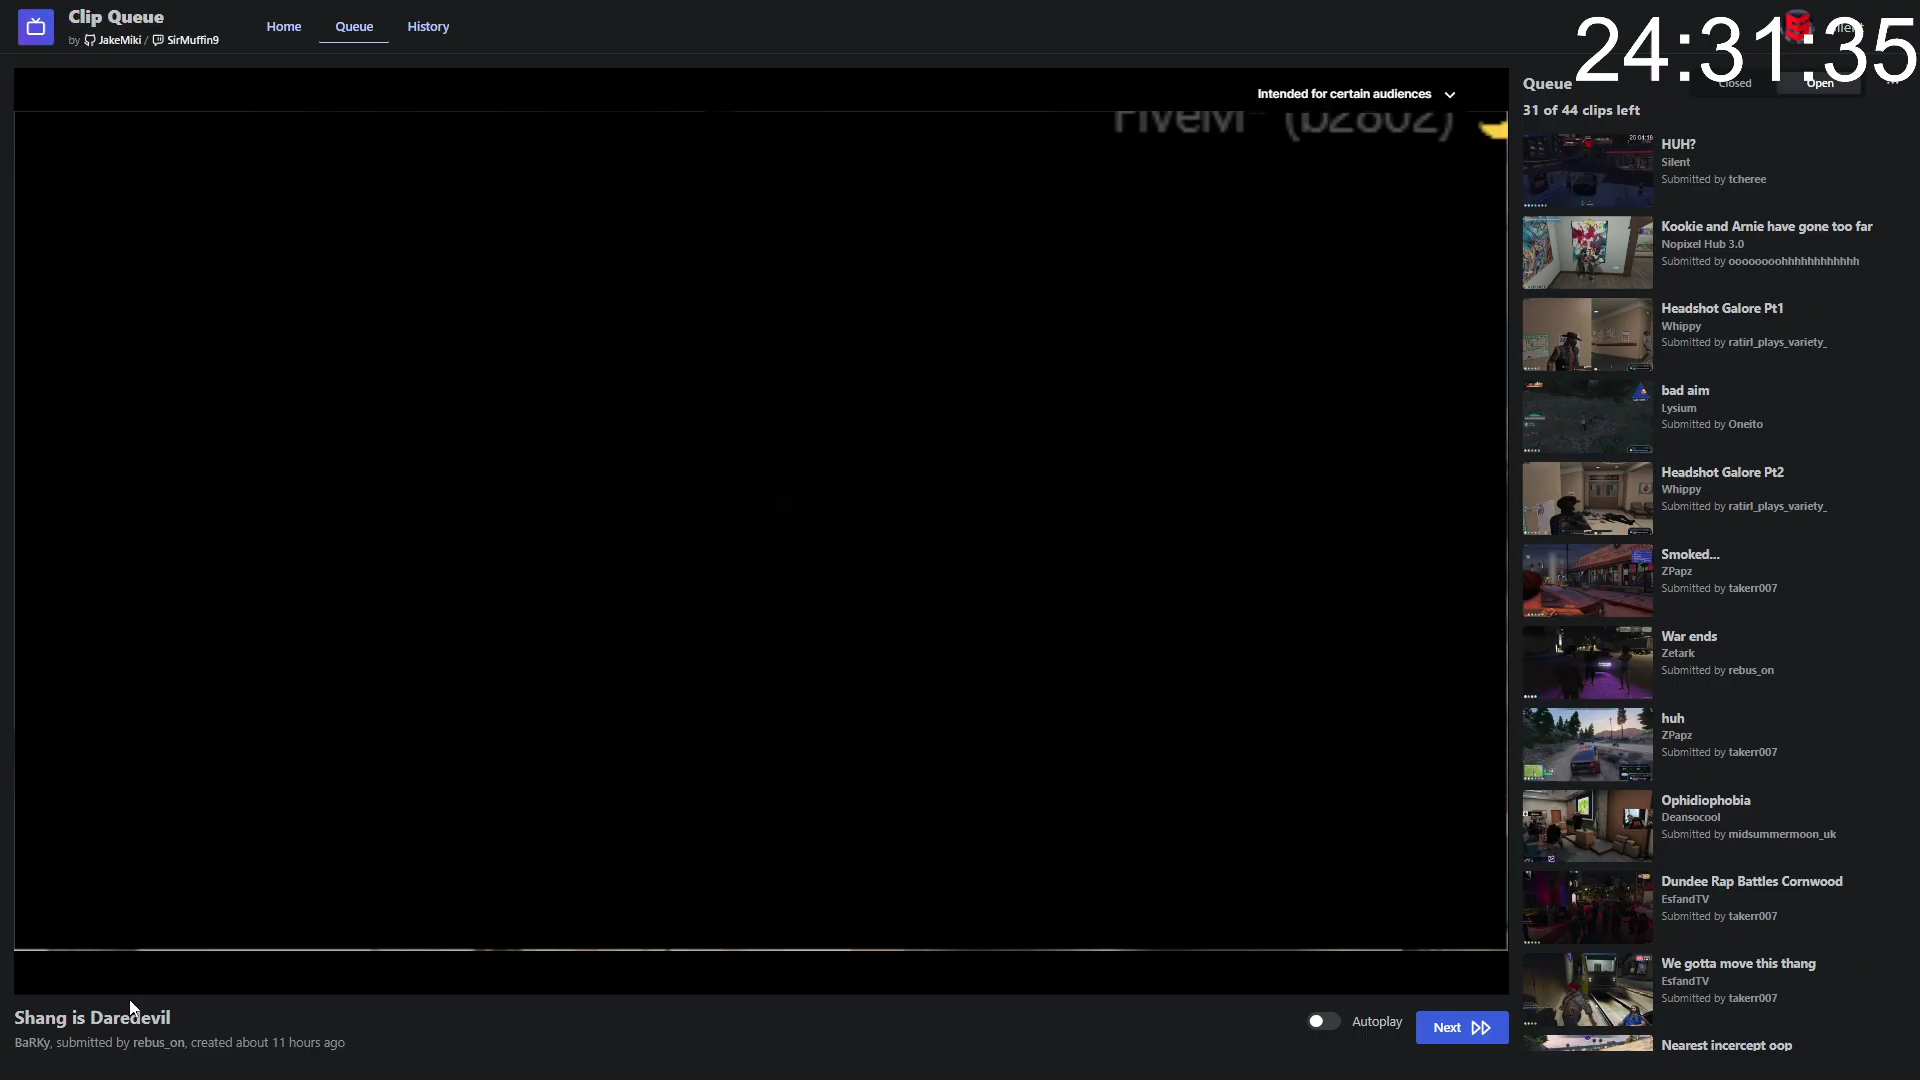 Clip Queue
by JakeMiki / SirMuffin9
Home
Queue
History
24:31:35
Intended for certain audiences
FiveM (b2802)
Queue
Closed
Open
31 of 44 clips left
HUH?
Silent
Submitted by tcheree
Kookie and Arnie have gone too far
Nopixel Hub 3.0
Submitted by oooooooohhhhhhhhhhhh
Headshot Galore Pt1
Whippy
Submitted by ratirl_plays_variety_
bad aim
Lysium
Submitted by Oneito
Headshot Galore Pt2
Whippy
Submitted by ratirl_plays_variety_
Smoked...
ZPapz
Submitted by takerr007
War ends
Zetark
Submitted by rebus_on
huh
ZPapz
Submitted by takerr007
Ophidiophobia
Deansocool
Submitted by midsummermoon_uk
Dundee Rap Battles Cornwood
EsfandTV
Submitted by takerr007
We gotta move this thang
EsfandTV
Submitted by takerr007
Nearest incercept oop
Shang is Daredevil
BaRKy, submitted by rebus_on, created about 11 hours ago
Autoplay
Next